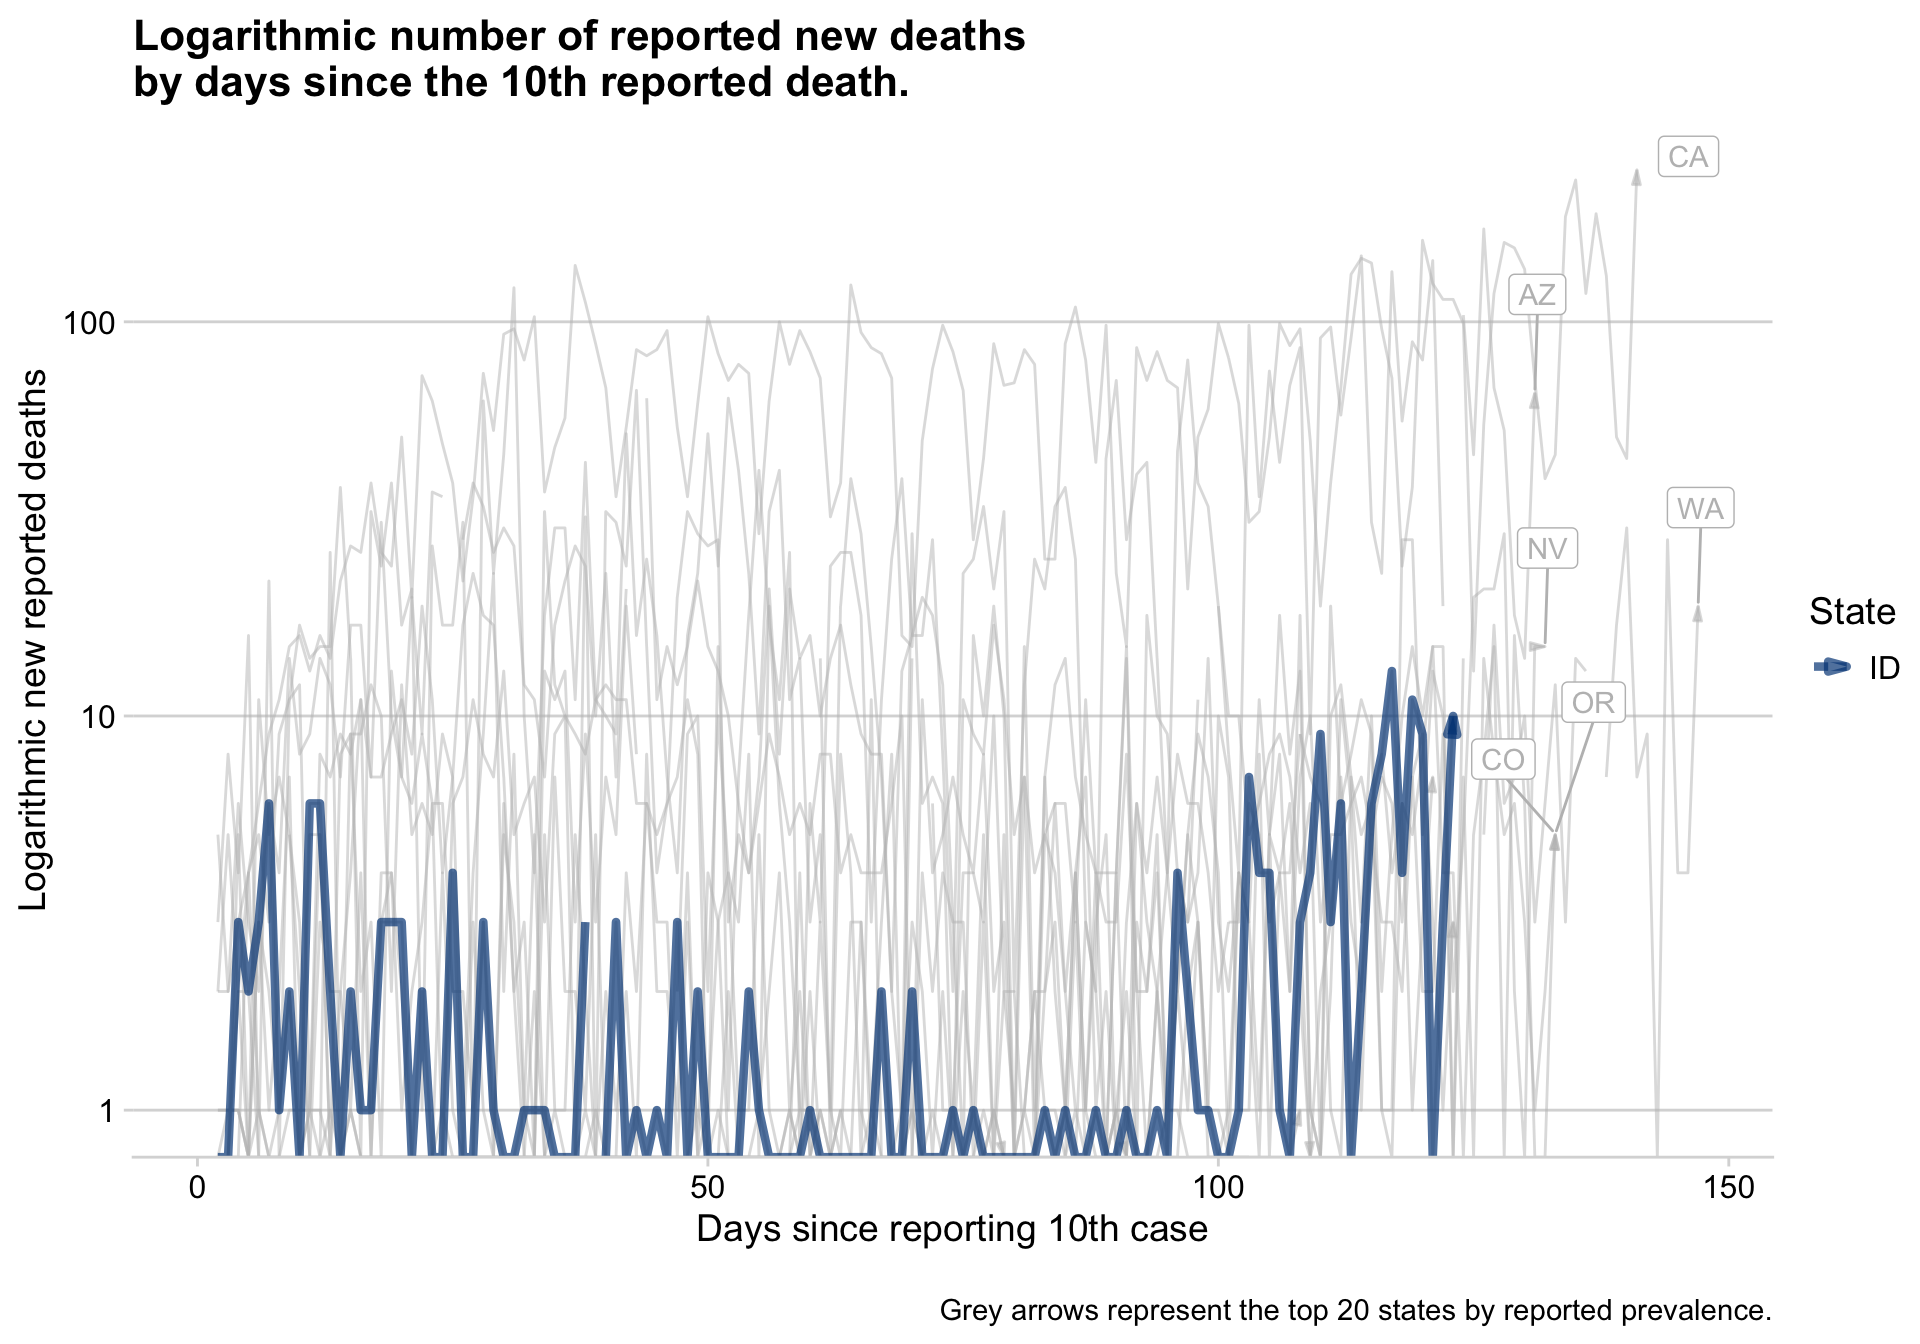 Logarithmic number of reported new deaths
by days since the 10th reported death.
Logarithmic new reported deaths
100
10
1
CA
AZ
WA
NV
OR
CO
State
ID
0
50
100
150
Days since reporting 10th case
Grey arrows represent the top 20 states by reported prevalence.